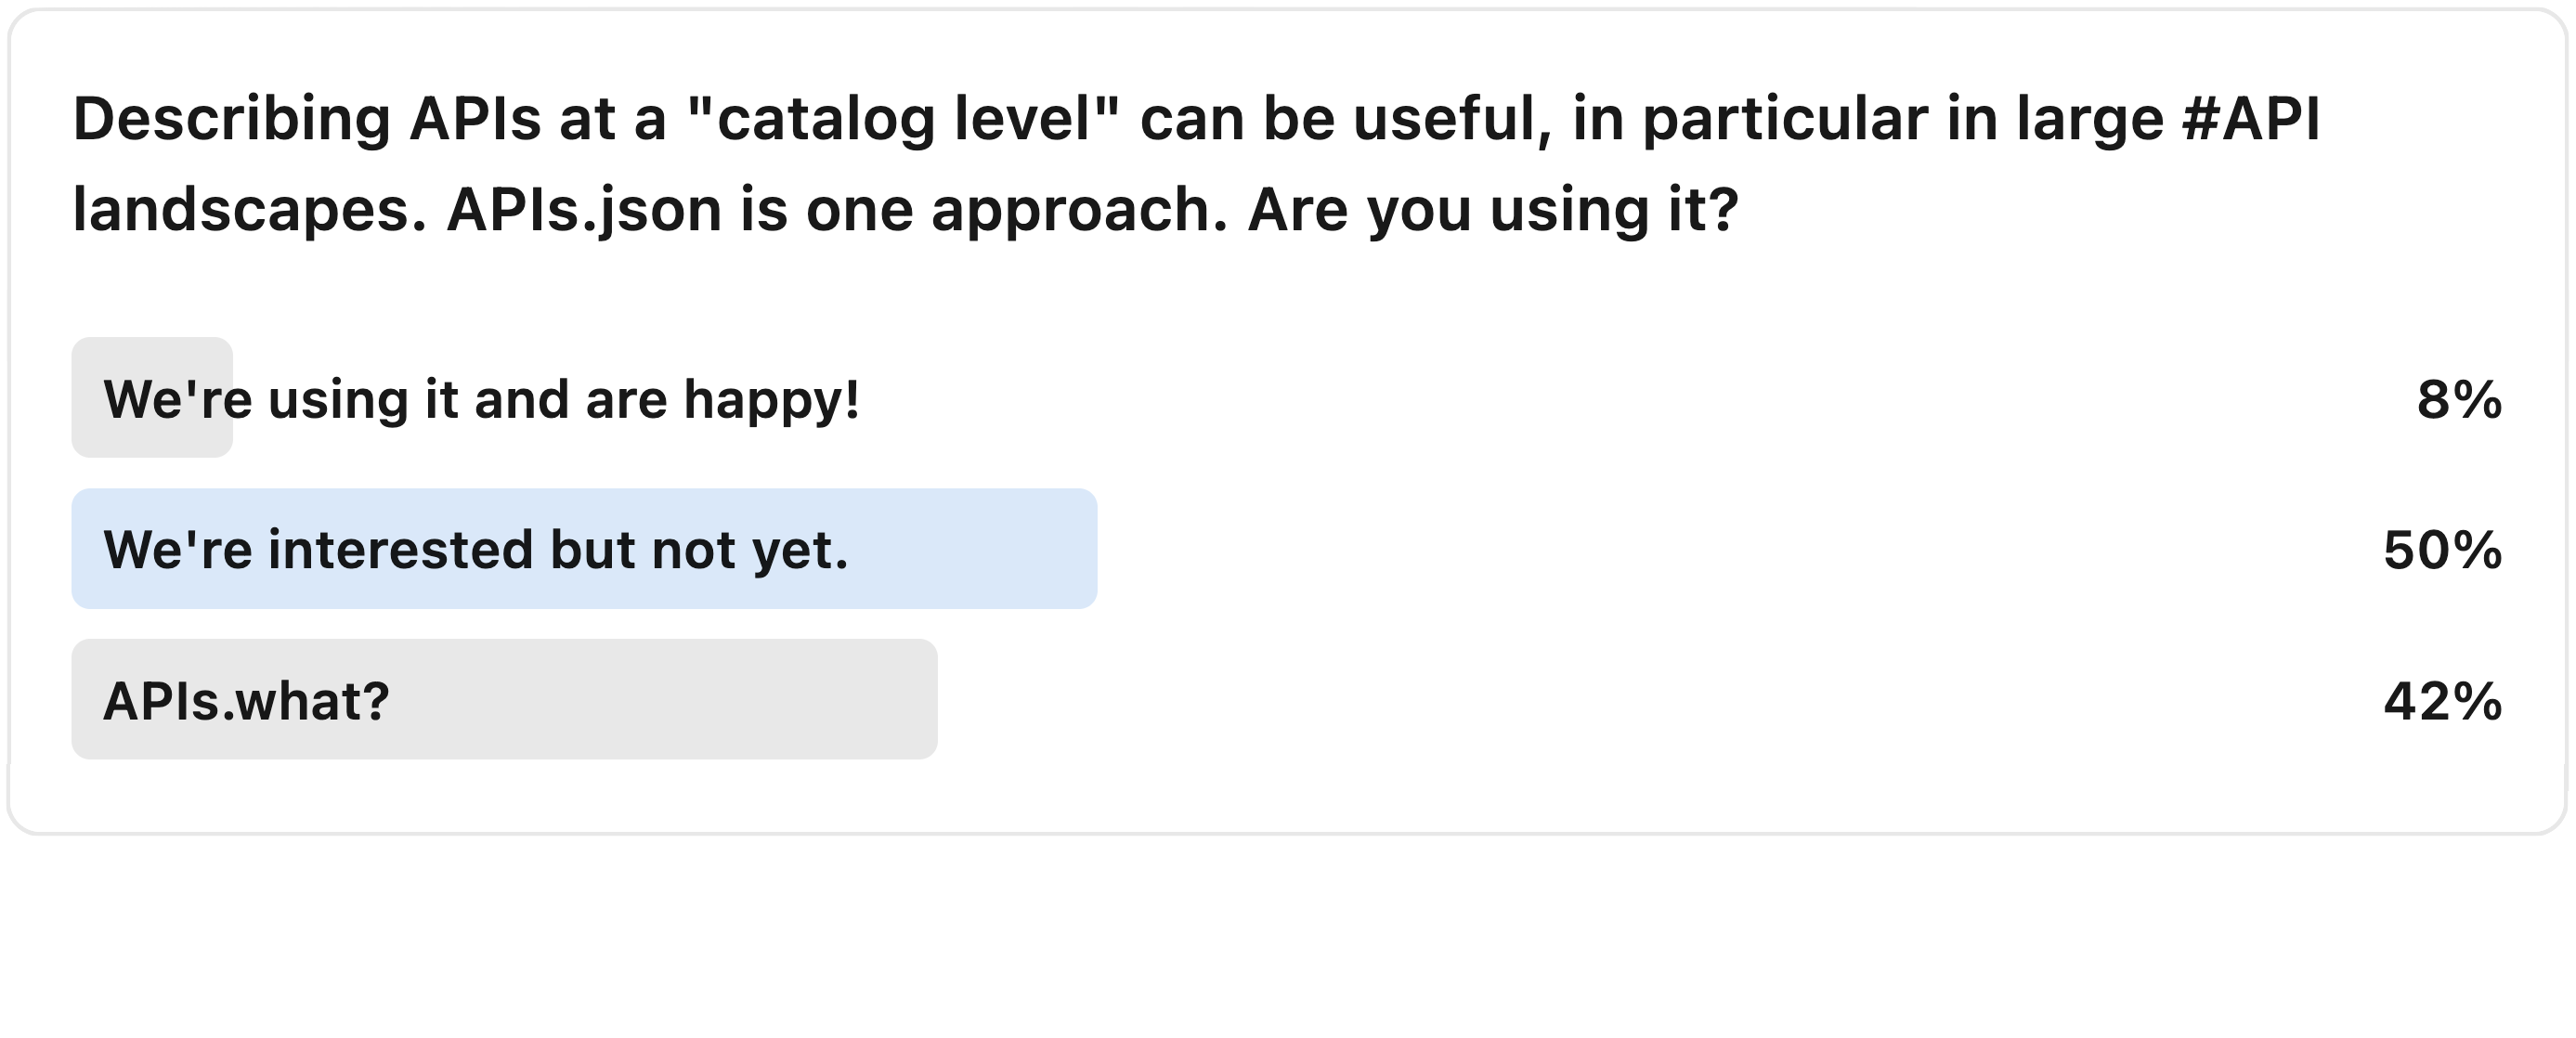 Describing APIs at a "catalog level" can be useful, in particular in large #API
landscapes. APIs.json is one approach. Are you using it?
We're using it and are happy! 8%
We're interested but not yet. 50%
APIs.what? 42%